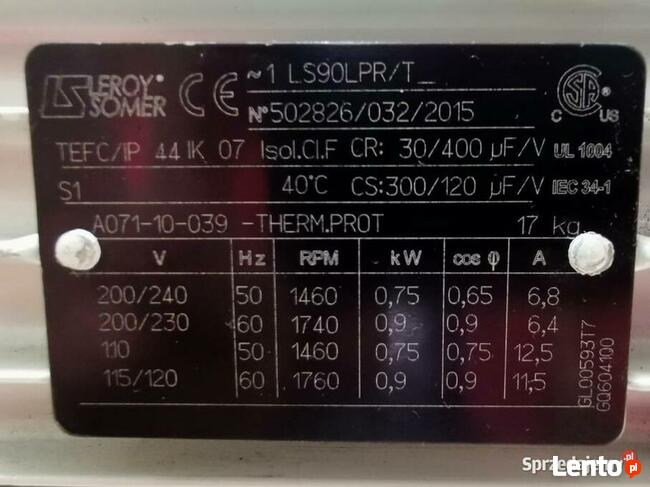 LEROY® SOMER CE ~1 LS90LPR/T_
N° 502826/032/2015
CSA® C US
TEFC/IP 44 IK 07 Isol.Cl.F CR: 30/400 µF/V UL 1004
S1 40°C CS:300/120 µF/V IEC 34-1
A071-10-039 -THERM.PROT 17 kg
V Hz RPM kW cos φ A
200/240 50 1460 0,75 0,65 6,8
200/230 60 1740 0,9 0,9 6,4
110 50 1460 0,75 0,75 12,5
115/120 60 1760 0,9 0,9 11,5
GL00593T7
GQ604100
Lento.pl